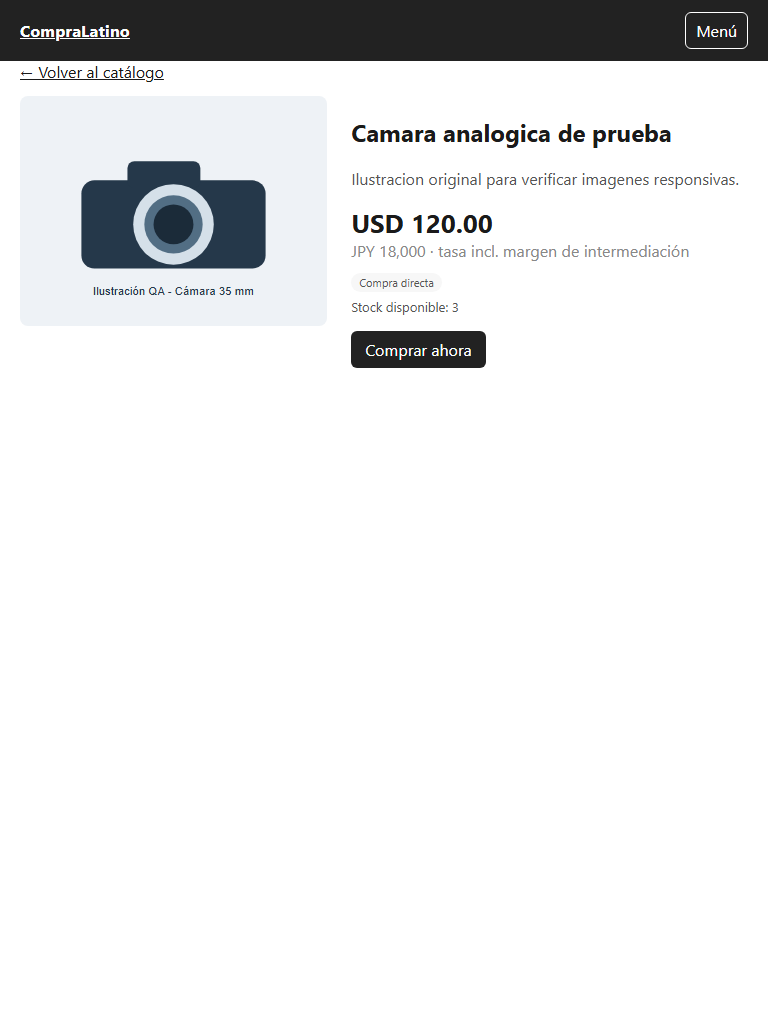 CompraLatino
Menú
← Volver al catálogo
Ilustración QA - Cámara 35 mm
Camara analogica de prueba
Ilustracion original para verificar imagenes responsivas.
USD 120.00
JPY 18,000 · tasa incl. margen de intermediación
Compra directa
Stock disponible: 3
Comprar ahora